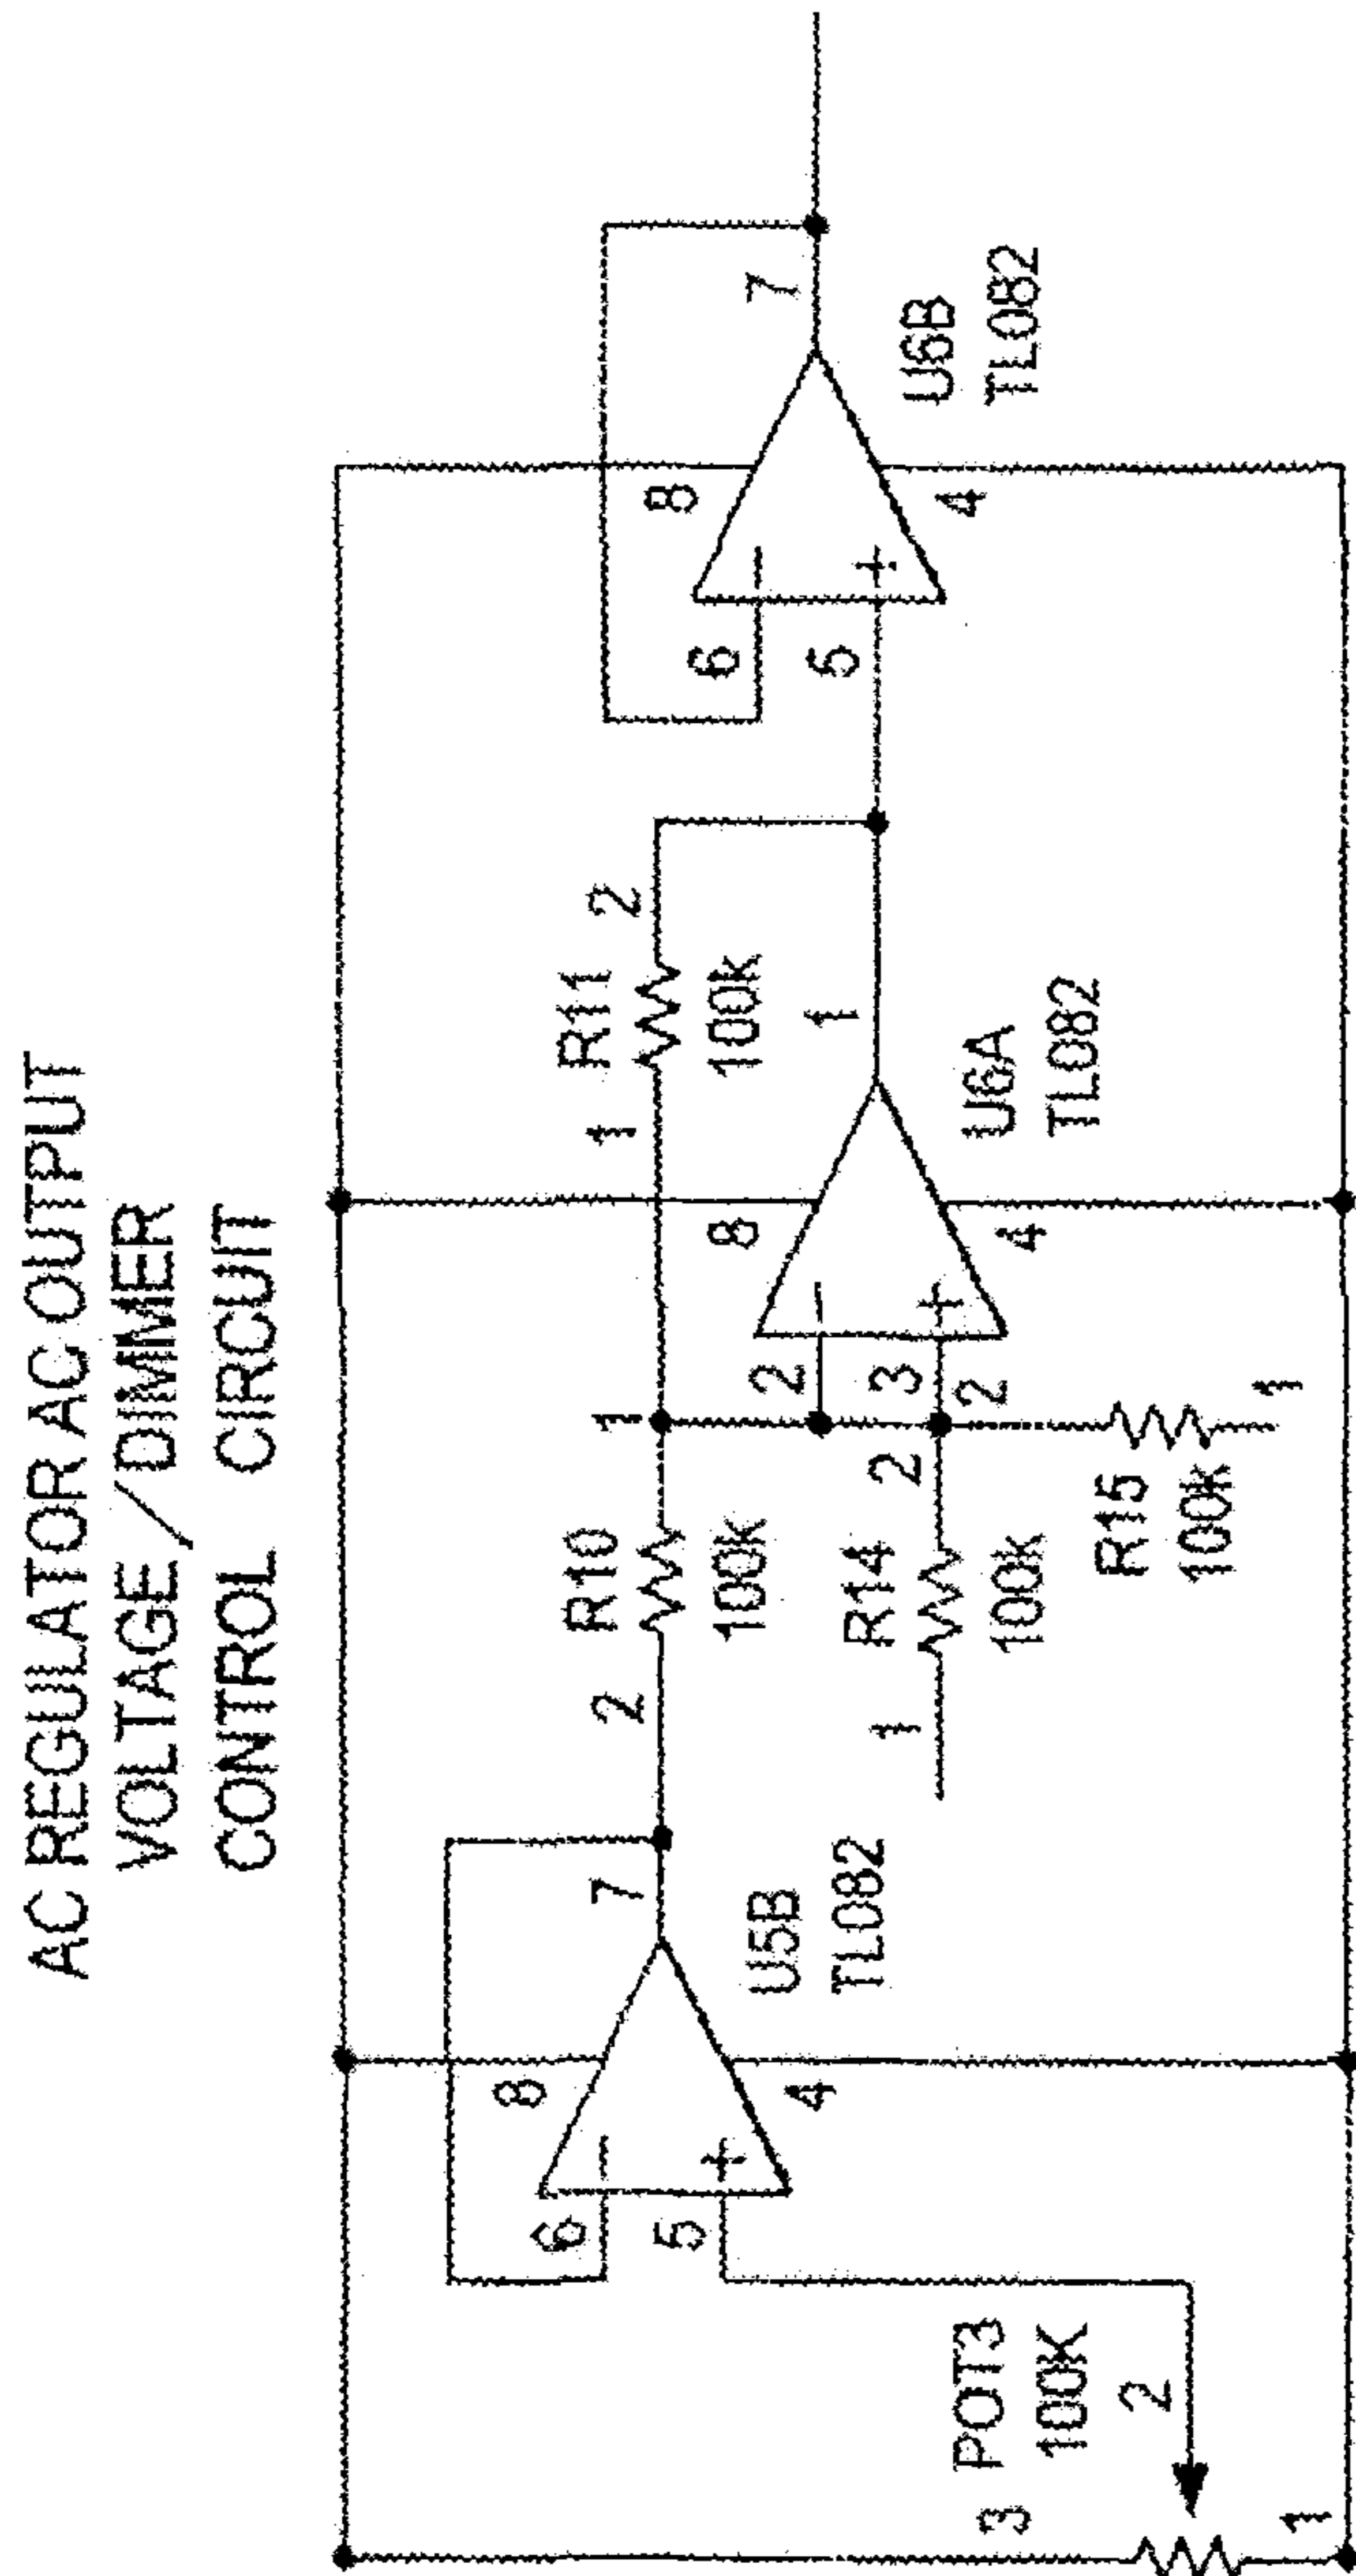 AC REGULATOR AC OUTPUT
VOLTAGE/DIMMER
CONTROL CIRCUIT
3
POT3
100K
2
1
6
5
8
4
7
U5B
TL082
2
R10
100k
1
1
R14
100k
2
2
3
2
R15
100k
1
8
4
1
U6A
TL082
1
R11
100k
2
6
5
8
4
7
U6B
TL082